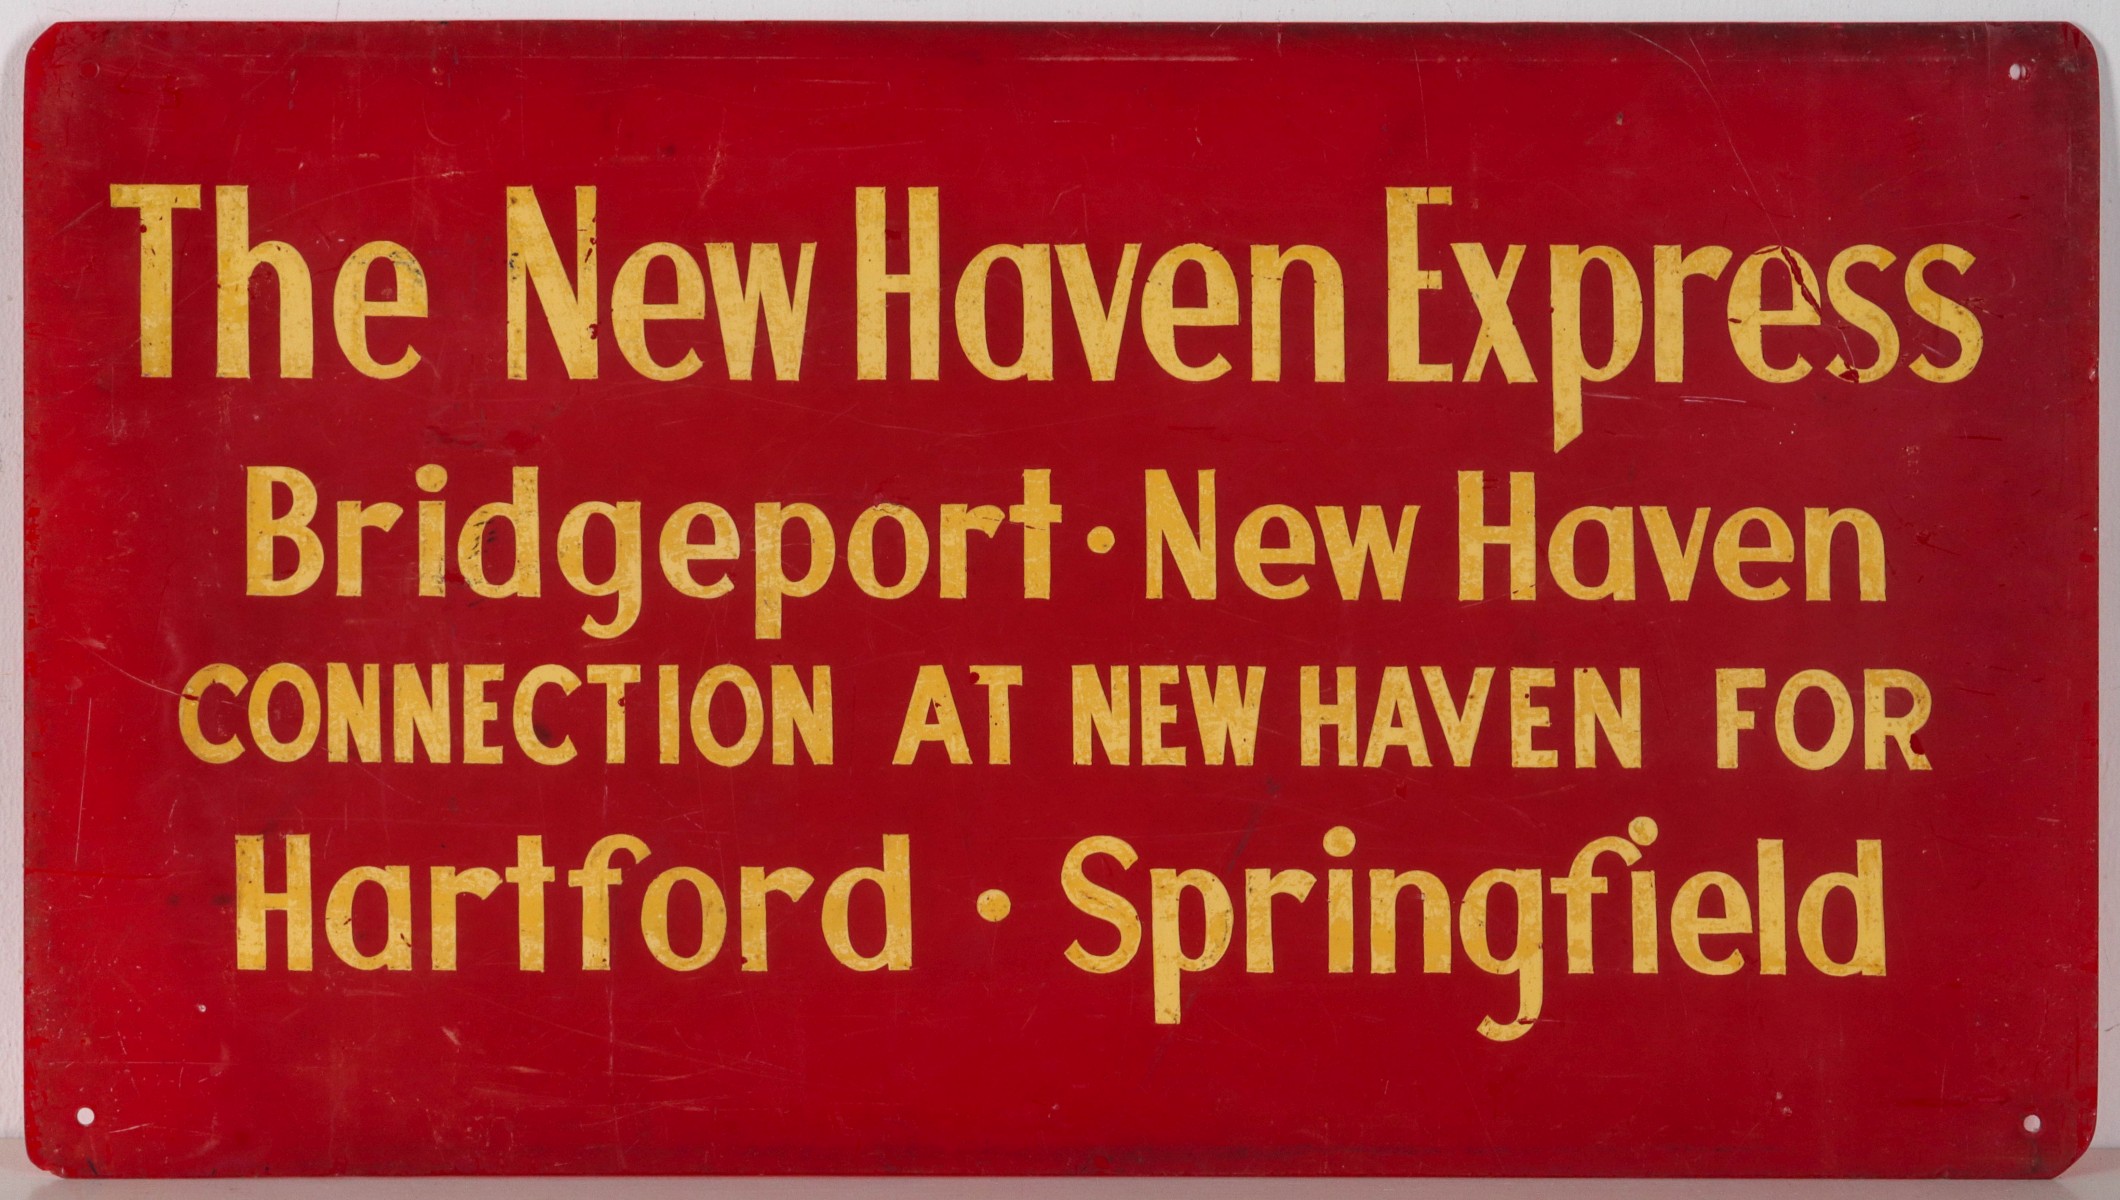 The New Haven Express
Bridgeport · New Haven
CONNECTION AT NEW HAVEN FOR
Hartford · Springfield